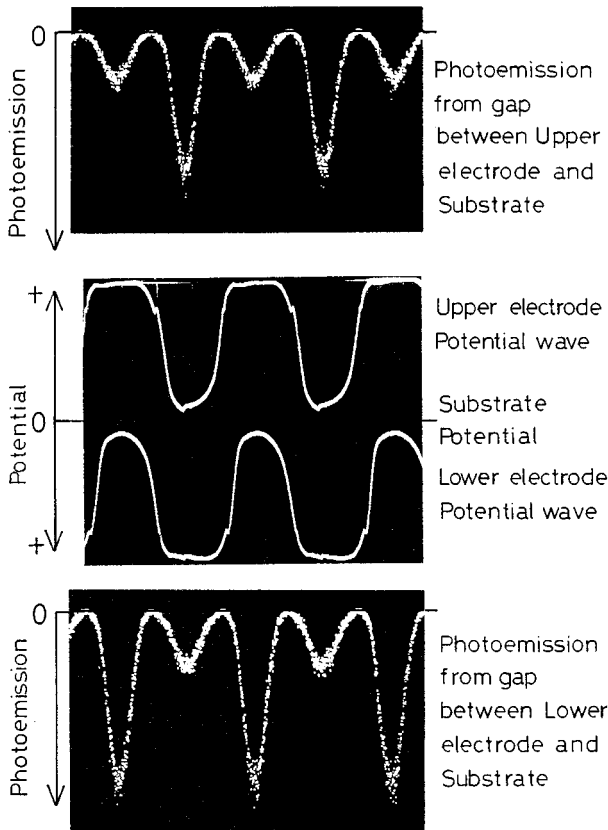 0
Photoemission
Photoemission
from gap
between Upper
electrode and
Substrate
+
0
+
Potential
Upper electrode
Potential wave
Substrate
Potential
Lower electrode
Potential wave
0
Photoemission
Photoemission
from gap
between Lower
electrode and
Substrate